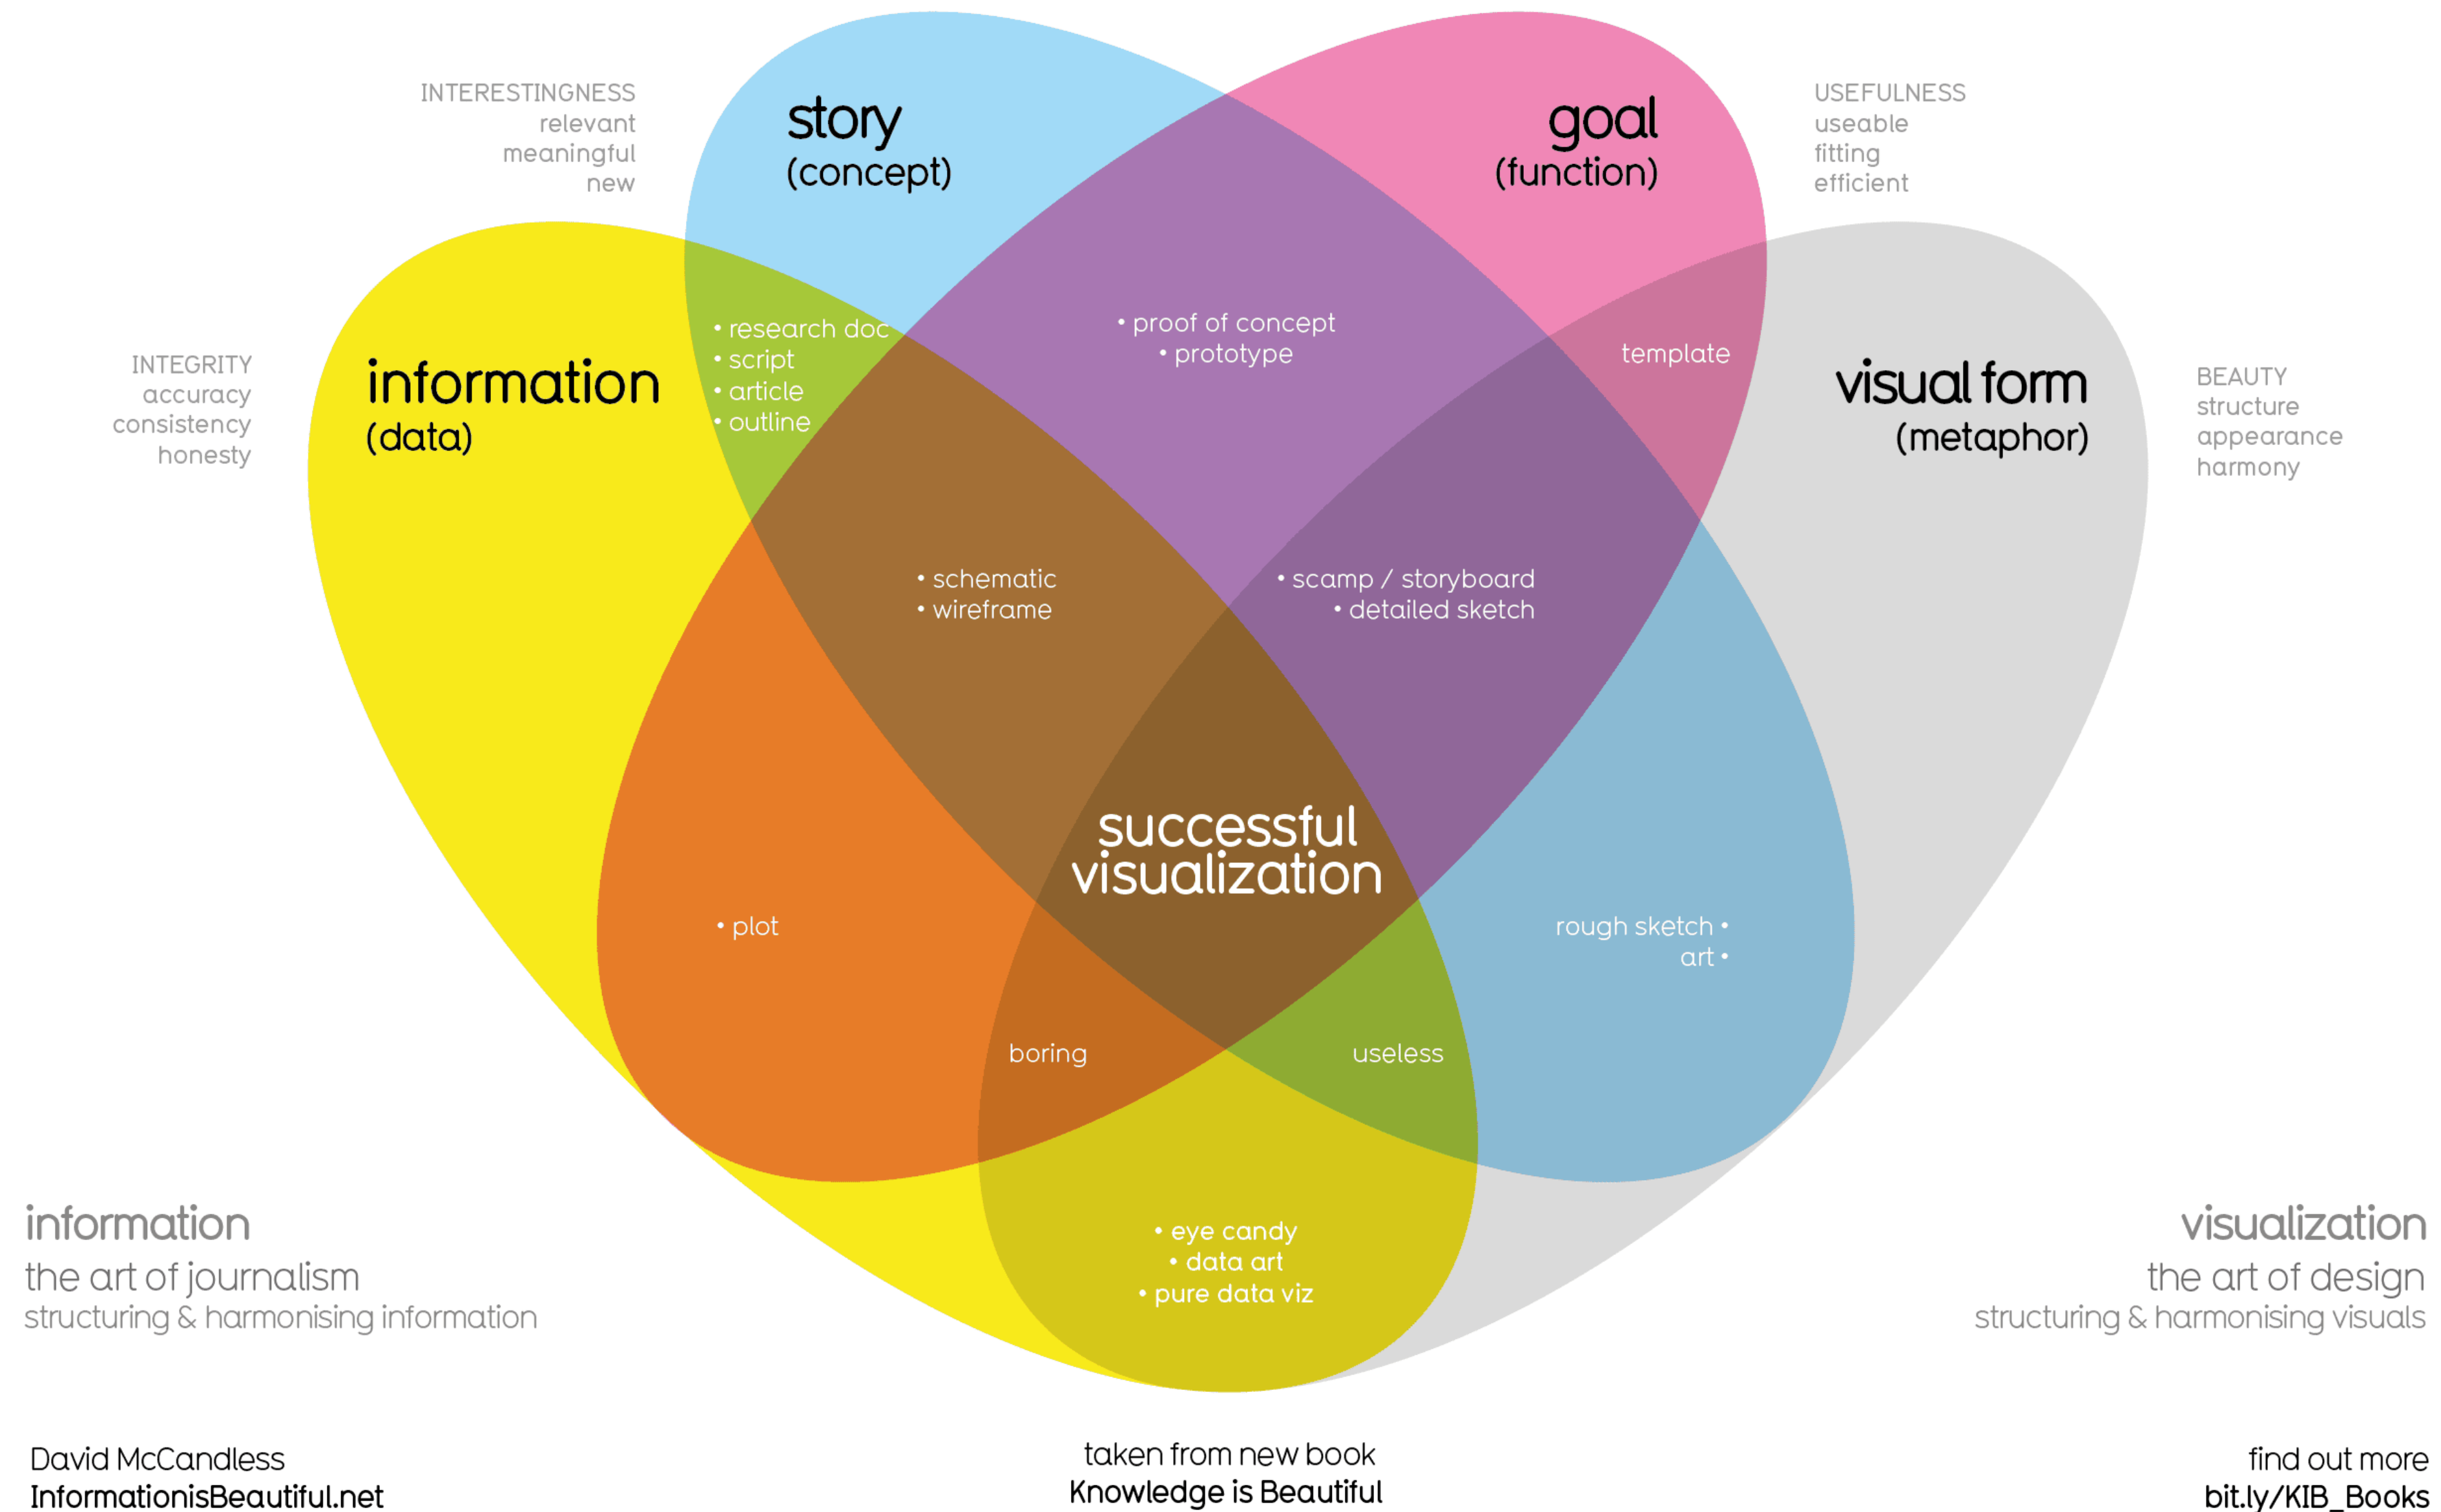 INTERESTINGNESS
relevant
meaningful
new
story
(concept)
goal
(function)
USEFULNESS
useable
fitting
efficient
INTEGRITY
accuracy
consistency
honesty
information
(data)
• research doc
• script
• article
• outline
• proof of concept
• prototype
template
visual form
(metaphor)
BEAUTY
structure
appearance
harmony
• schematic
• wireframe
• scamp / storyboard
• detailed sketch
successful
visualization
• plot
rough sketch •
art •
boring
useless
• eye candy
• data art
• pure data viz
information
the art of journalism
structuring & harmonising information
visualization
the art of design
structuring & harmonising visuals
David McCandless
InformationisBeautiful.net
taken from new book
Knowledge is Beautiful
find out more
bit.ly/KIB_Books